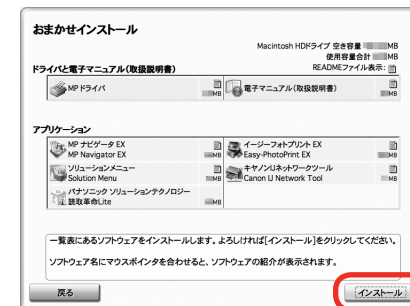 おまかせインストール
Macintosh HDドライブ 空き容量 MB
使用容量合計 MB
READMEファイル表示:
ドライバと電子マニュアル(取扱説明書)
MP ドライバ MB
電子マニュアル(取扱説明書) MB
アプリケーション
MP ナビゲータ EX
MP Navigator EX MB
イージーフォトプリント EX
Easy-PhotoPrint EX MB
ソリューションメニュー
Solution Menu MB
キヤノンIJネットワークツール
Canon IJ Network Tool MB
パナソニック ソリューションテクノロジー
読取革命Lite MB
一覧表にあるソフトウェアをインストールします。よろしければ[インストール]をクリックしてください。
ソフトウェア名にマウスポインタを合わせると、ソフトウェアの紹介が表示されます。
戻る
インストール